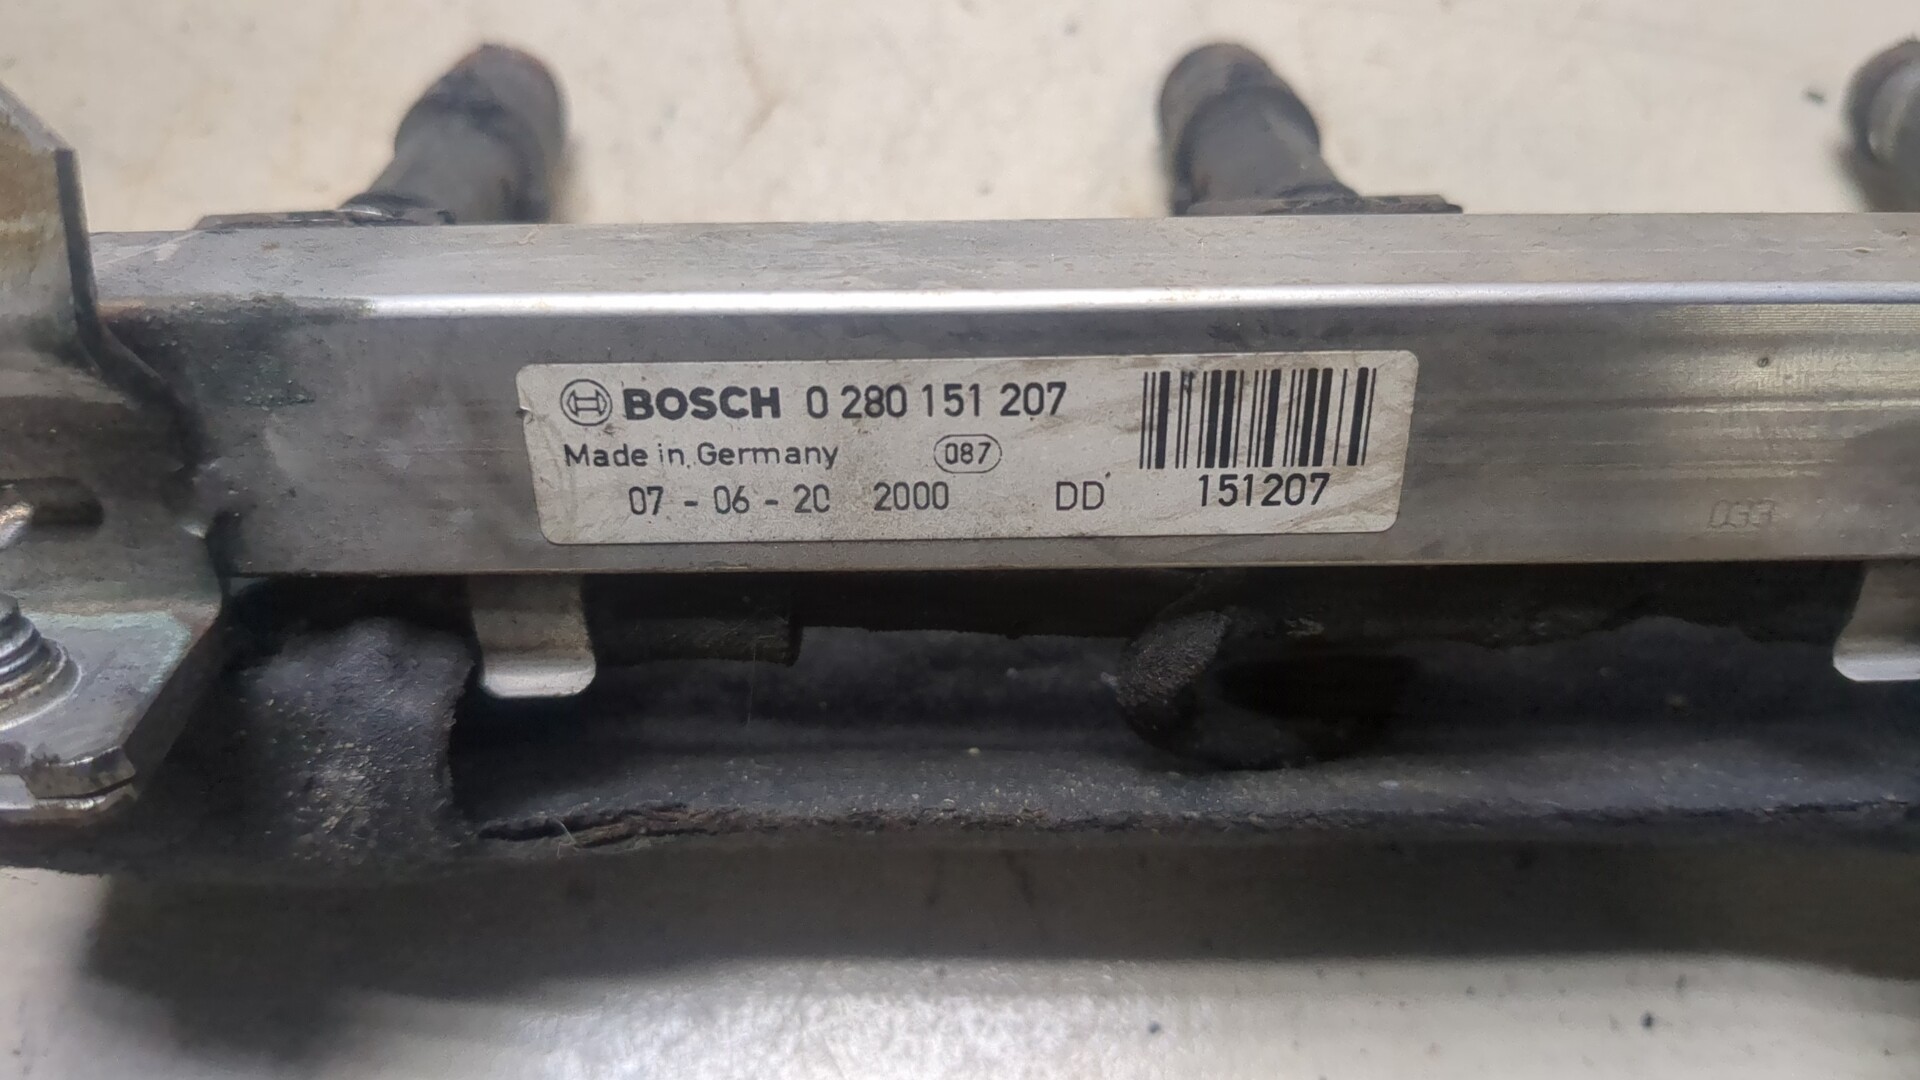 BOSCH 0 280 151 207
Made in Germany 087
07 - 06 - 20 2000 DD 151207